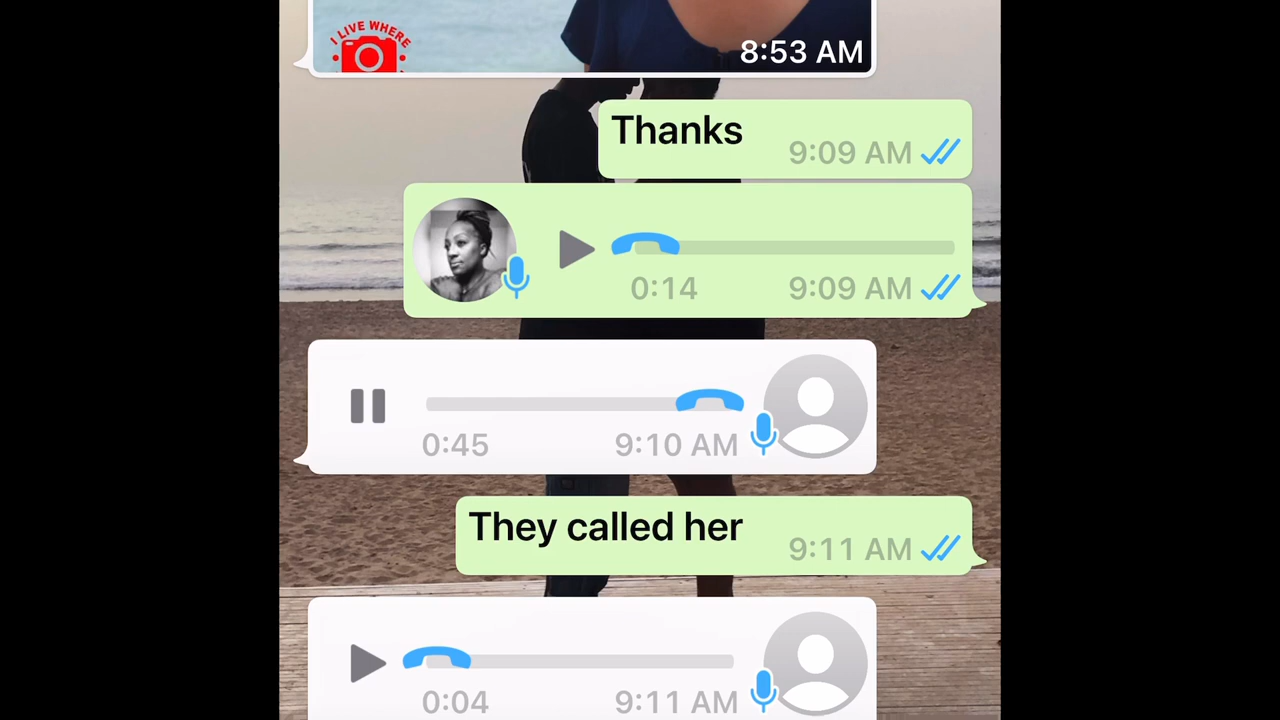 I LIVE WHERE
8:53 AM
Thanks
9:09 AM
0:14 9:09 AM
0:45 9:10 AM
They called her
9:11 AM
0:04 9:11 AM